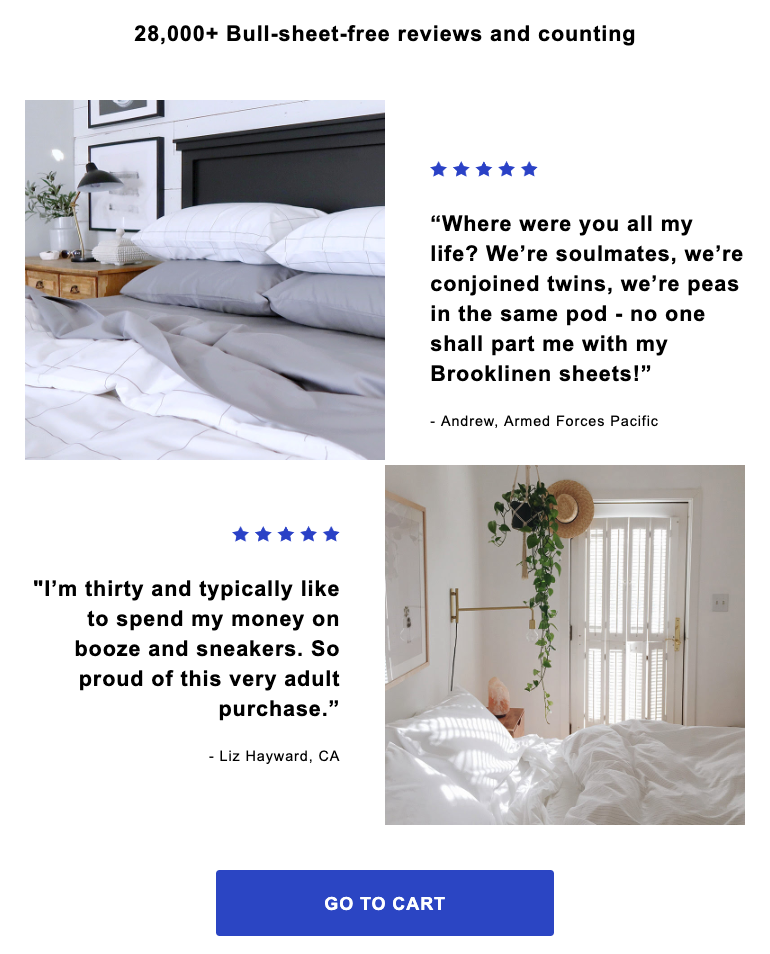 28,000+ Bull-sheet-free reviews and counting
“Where were you all my
life? We’re soulmates, we’re
conjoined twins, we’re peas
in the same pod - no one
shall part me with my
Brooklinen sheets!”
- Andrew, Armed Forces Pacific
"I’m thirty and typically like
to spend my money on
booze and sneakers. So
proud of this very adult
purchase.”
- Liz Hayward, CA
GO TO CART